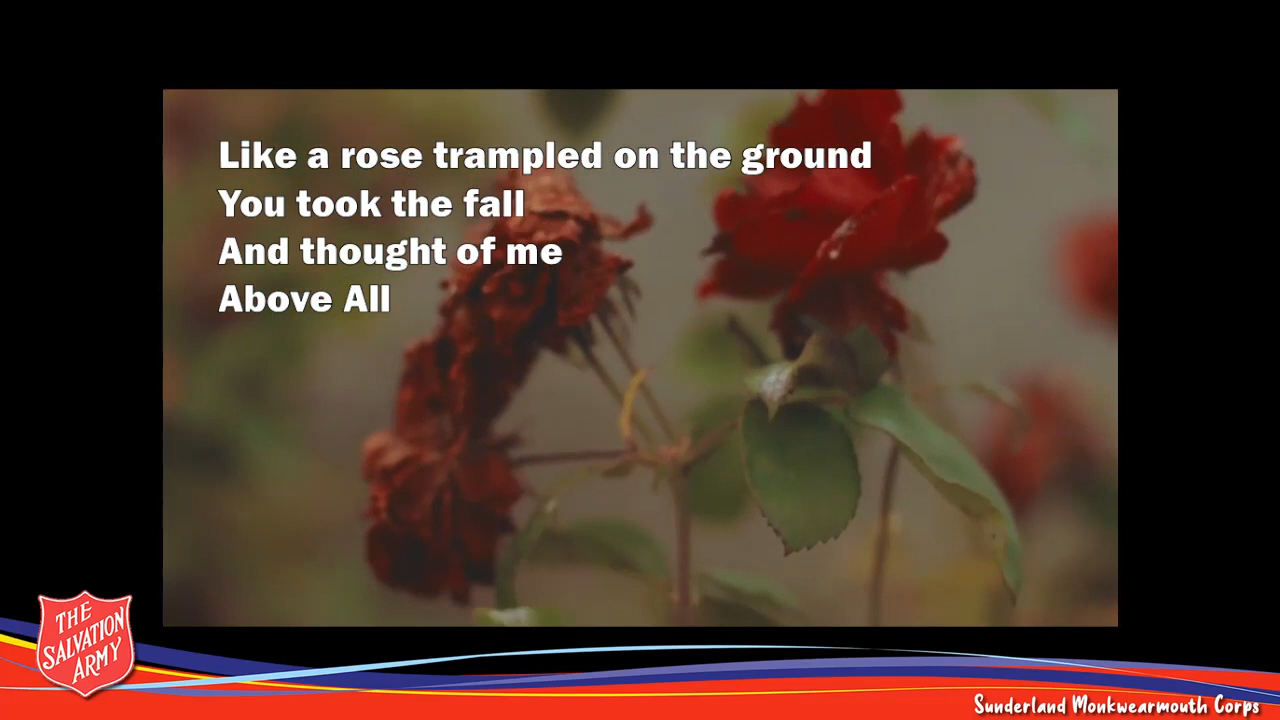 Like a rose trampled on the ground
You took the fall
And thought of me
Above All
THE
SALVATION
ARMY
Sunderland Monkwearmouth Corps